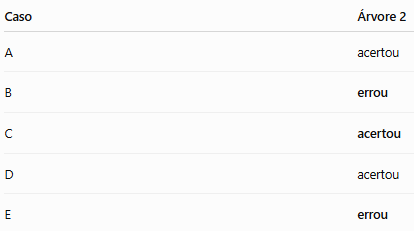 Caso Árvore 2
A acertou
B errou
C acertou
D acertou
E errou